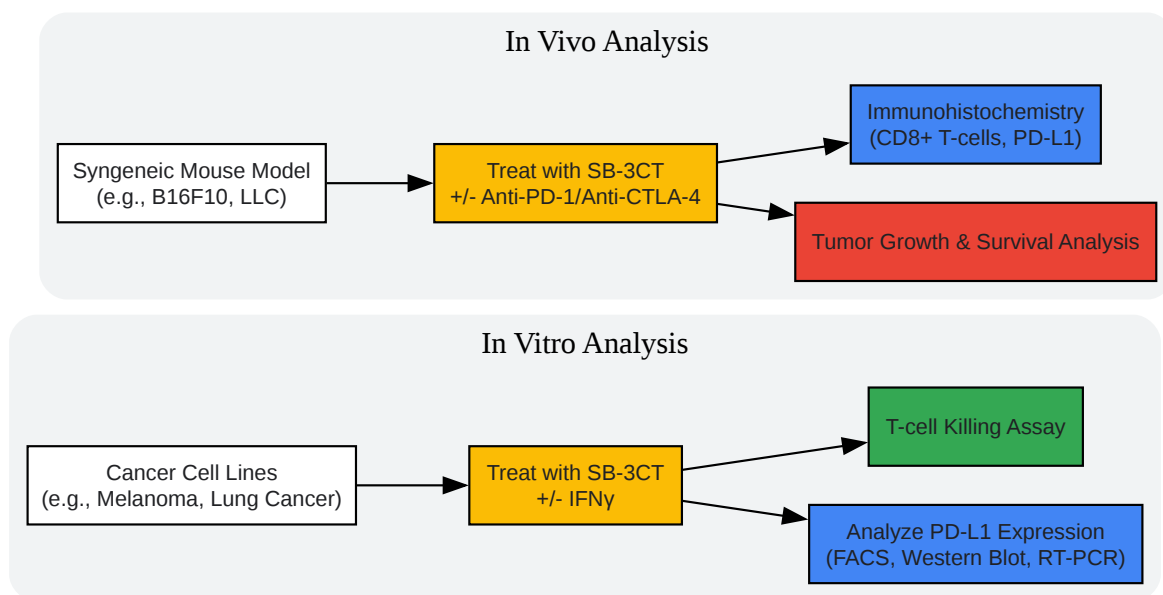 In Vivo Analysis
Syngeneic Mouse Model
(e.g., B16F10, LLC)
Treat with SB-3CT
+/- Anti-PD-1/Anti-CTLA-4
Immunohistochemistry
(CD8+ T-cells, PD-L1)
Tumor Growth & Survival Analysis
In Vitro Analysis
Cancer Cell Lines
(e.g., Melanoma, Lung Cancer)
Treat with SB-3CT
+/- IFNγ
T-cell Killing Assay
Analyze PD-L1 Expression
(FACS, Western Blot, RT-PCR)